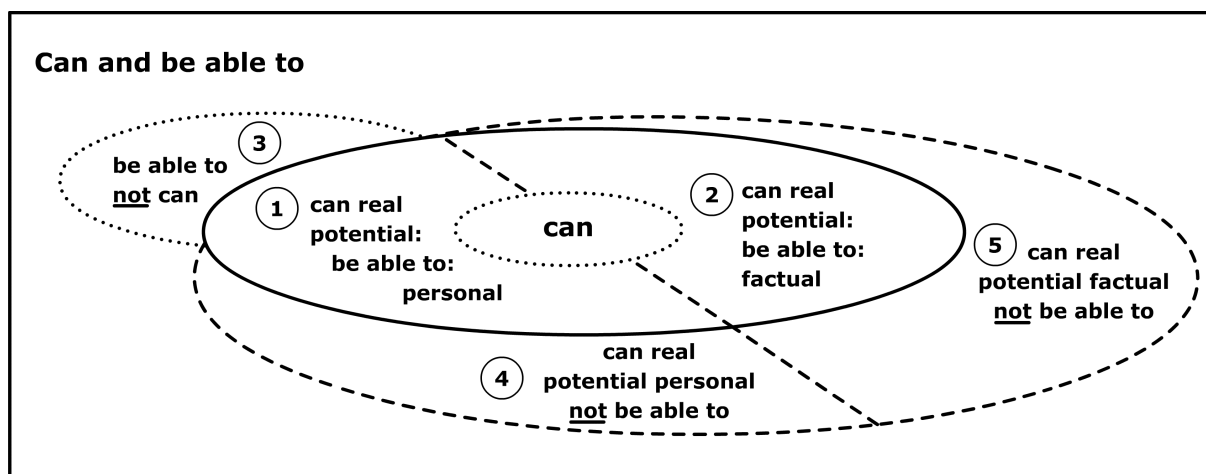 Can and be able to
3
be able to
not can
1
can real
potential:
be able to:
personal
can
2
can real
potential:
be able to:
factual
5
can real
potential factual
not be able to
4
can real
potential personal
not be able to